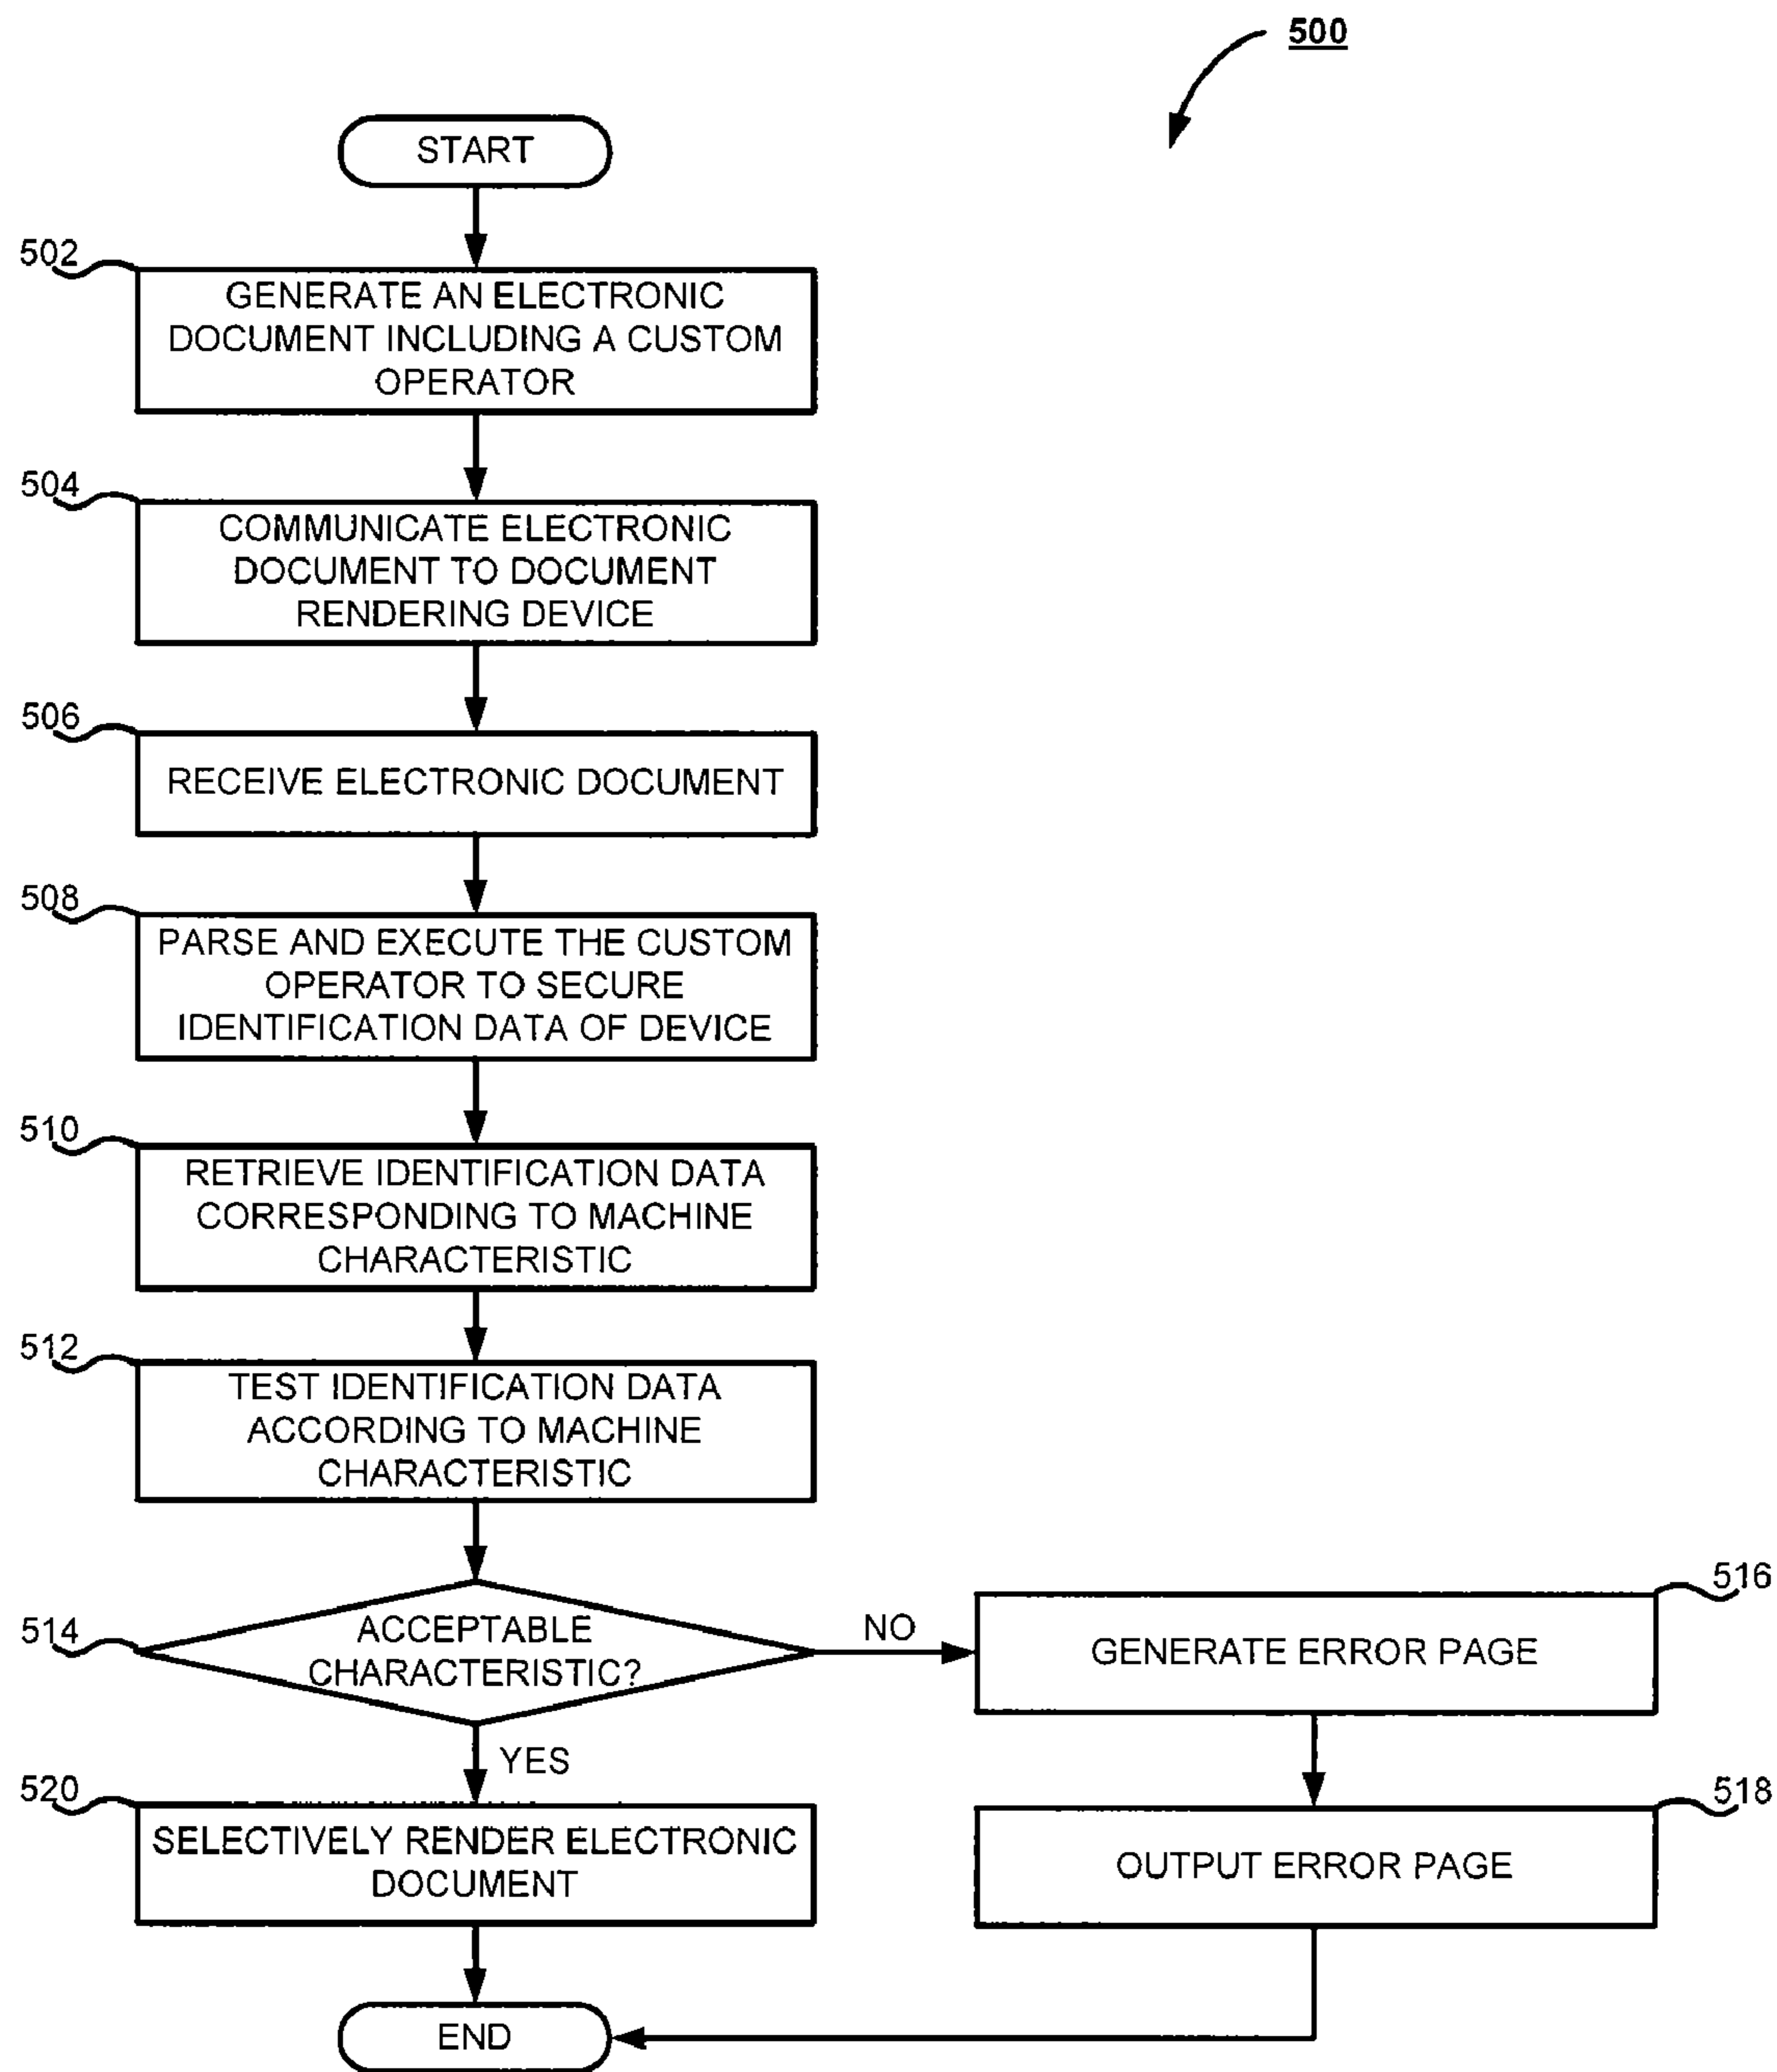 500
START
502
GENERATE AN ELECTRONIC
DOCUMENT INCLUDING A CUSTOM
OPERATOR
504
COMMUNICATE ELECTRONIC
DOCUMENT TO DOCUMENT
RENDERING DEVICE
506
RECEIVE ELECTRONIC DOCUMENT
508
PARSE AND EXECUTE THE CUSTOM
OPERATOR TO SECURE
IDENTIFICATION DATA OF DEVICE
510
RETRIEVE IDENTIFICATION DATA
CORRESPONDING TO MACHINE
CHARACTERISTIC
512
TEST IDENTIFICATION DATA
ACCORDING TO MACHINE
CHARACTERISTIC
514
ACCEPTABLE
CHARACTERISTIC?
NO
516
GENERATE ERROR PAGE
YES
520
SELECTIVELY RENDER ELECTRONIC
DOCUMENT
518
OUTPUT ERROR PAGE
END